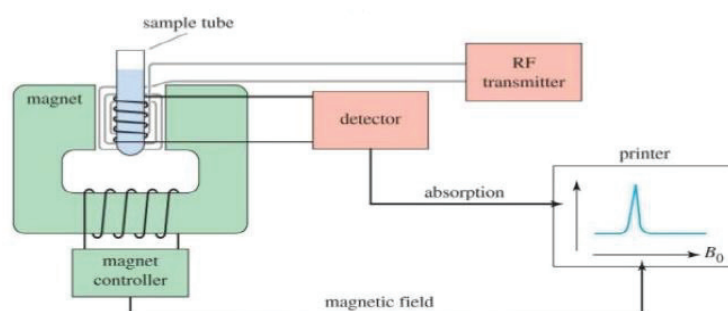 sample tube
RF
transmitter
magnet
detector
printer
absorption
B₀
magnet
controller
magnetic field